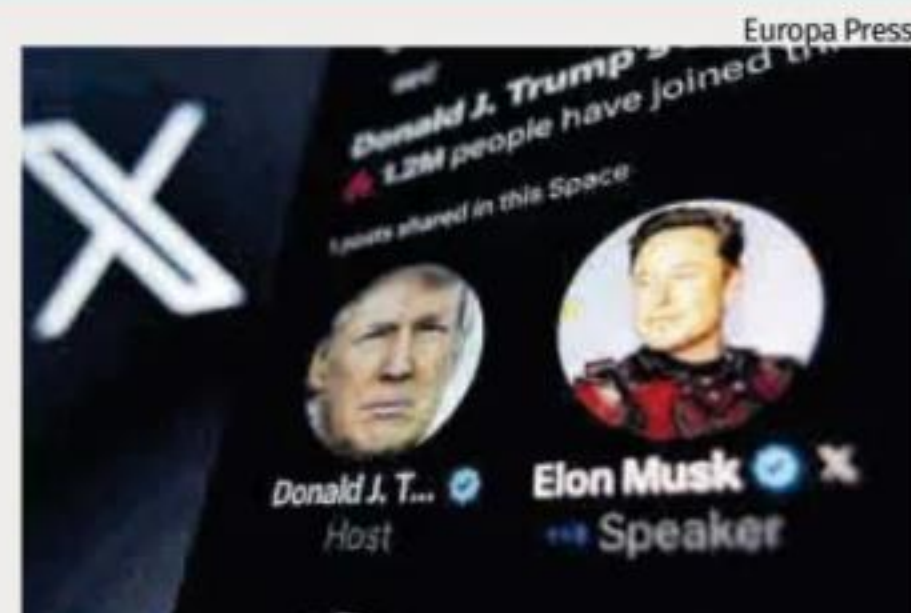 Europa Press
Donald J. Trump's
1.2M people have joined
posts shared in this Space
Donald J. T...
Host
Elon Musk X
Speaker